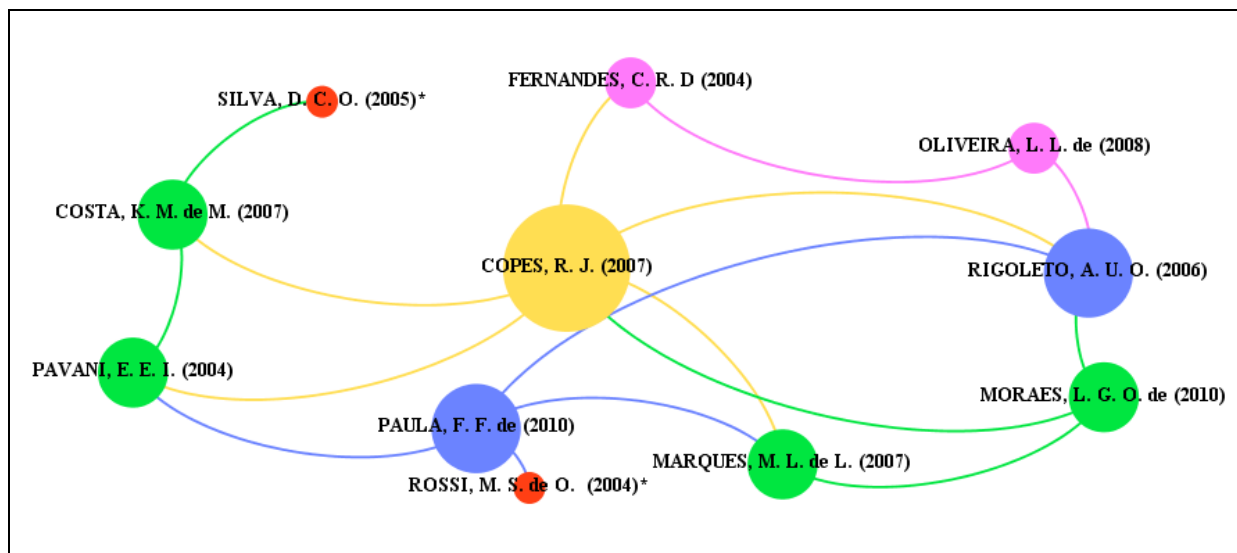 FERNANDES, C. R. D (2004)
SILVA, D. C. O. (2005)*
OLIVEIRA, L. L. de (2008)
COSTA, K. M. de M. (2007)
COPES, R. J. (2007)
RIGOLETO, A. U. O. (2006)
PAVANI, E. E. I. (2004)
MORAES, L. G. O. de (2010)
PAULA, F. F. de (2010)
MARQUES, M. L. de L. (2007)
ROSSI, M. S. de O. (2004)*